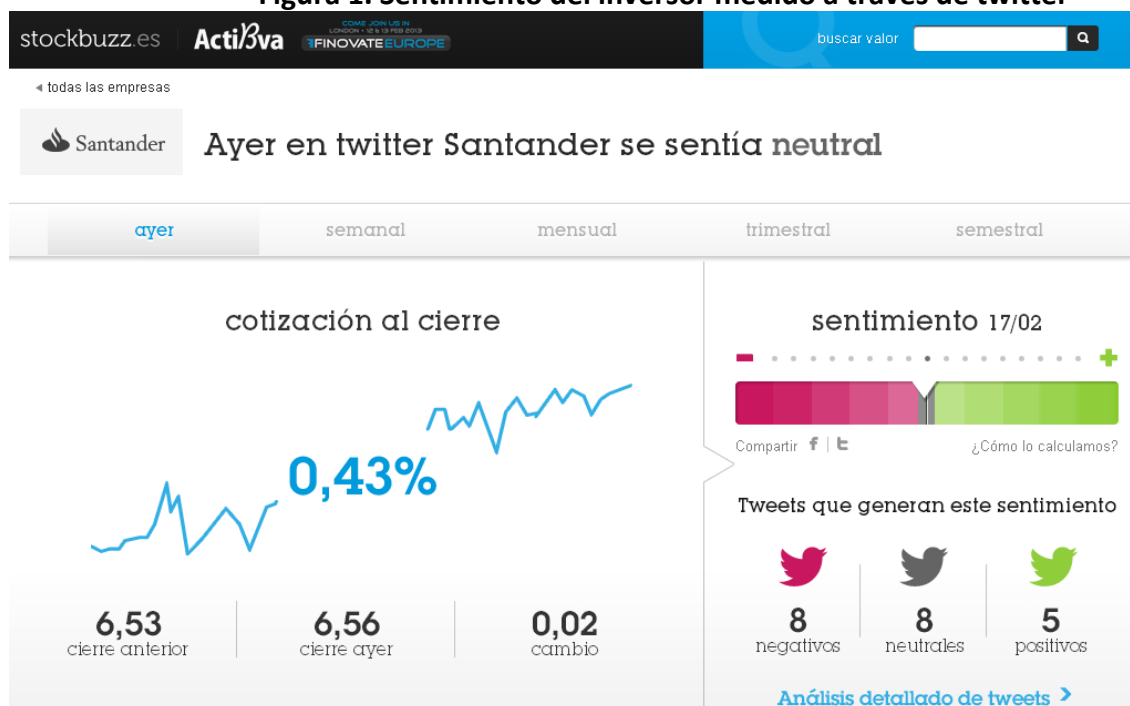 Figura 1. Sentimiento del inversor medido a través de twitter
stockbuzz.es Acti/Bva COME JOIN US IN
LONDON • 12 & 13 FEB 2013
FINOVATEEUROPE
buscar valor
todas las empresas
Santander
Ayer en twitter Santander se sentía neutral
ayer semanal mensual trimestral semestral
cotización al cierre
0,43%
6,53 6,56 0,02
cierre anterior cierre ayer cambio
sentimiento 17/02
Compartir f t ¿Cómo lo calculamos?
Tweets que generan este sentimiento
8 8 5
negativos neutrales positivos
Análisis detallado de tweets